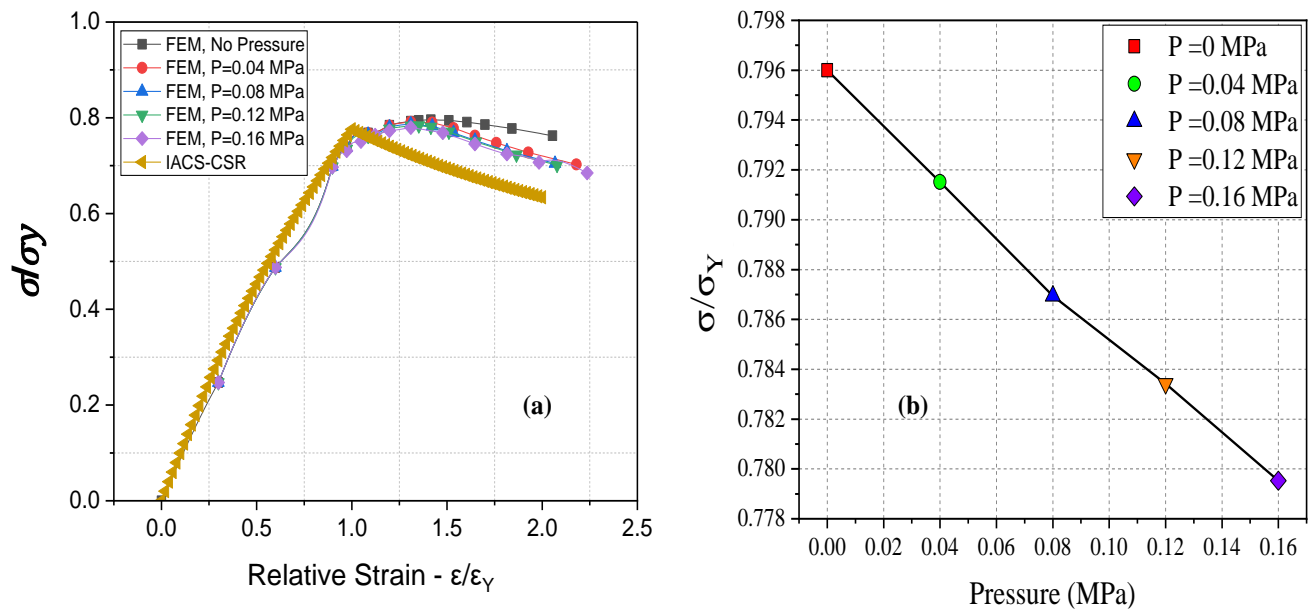 1.0
0.8
0.6
0.4
0.2
0.0
σ/σy
FEM, No Pressure
FEM, P=0.04 MPa
FEM, P=0.08 MPa
FEM, P=0.12 MPa
FEM, P=0.16 MPa
IACS-CSR
(a)
0.0 0.5 1.0 1.5 2.0 2.5
Relative Strain - ε/εY
0.798
0.796
0.794
0.792
0.790
0.788
0.786
0.784
0.782
0.780
0.778
σ/σY
P =0 MPa
P =0.04 MPa
P =0.08 MPa
P =0.12 MPa
P =0.16 MPa
(b)
0.00 0.02 0.04 0.06 0.08 0.10 0.12 0.14 0.16
Pressure (MPa)